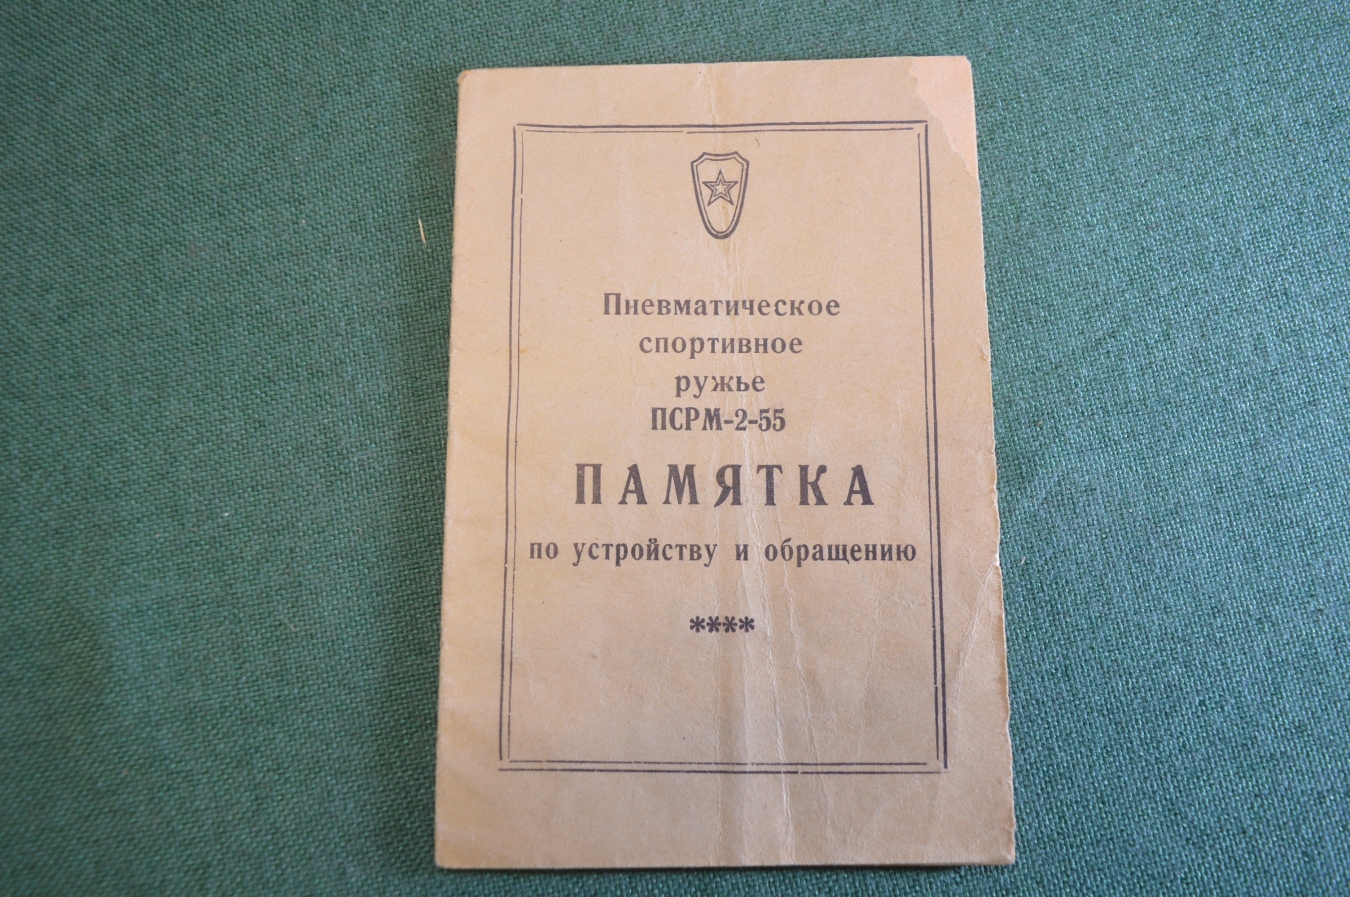 Пневматическое
спортивное
ружье
ПСРМ-2-55
ПАМЯТКА
по устройству и обращению
****